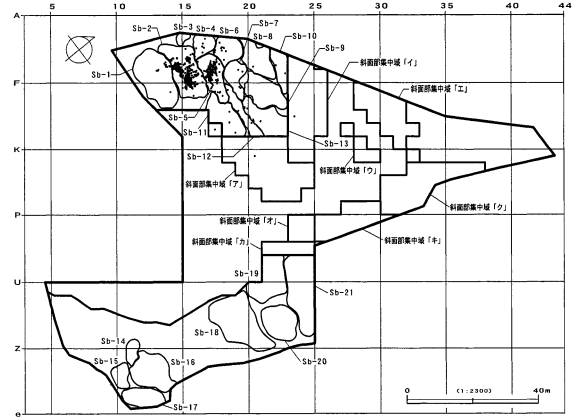 5 10 15 20 25 30 35 40 44
A
F
K
P
U
Z
Sb-1
Sb-2
Sb-3
Sb-4
Sb-6
Sb-7
Sb-8
Sb-10
Sb-9
斜面部集中域「イ」
斜面部集中域「エ」
Sb-5
Sb-11
Sb-12
Sb-13
斜面部集中域「ウ」
斜面部集中域「ア」
斜面部集中域「ク」
斜面部集中域「オ」
斜面部集中域「カ」
斜面部集中域「キ」
Sb-19
Sb-21
Sb-18
Sb-20
Sb-14
Sb-15
Sb-16
Sb-17
0 (1:2300) 40m